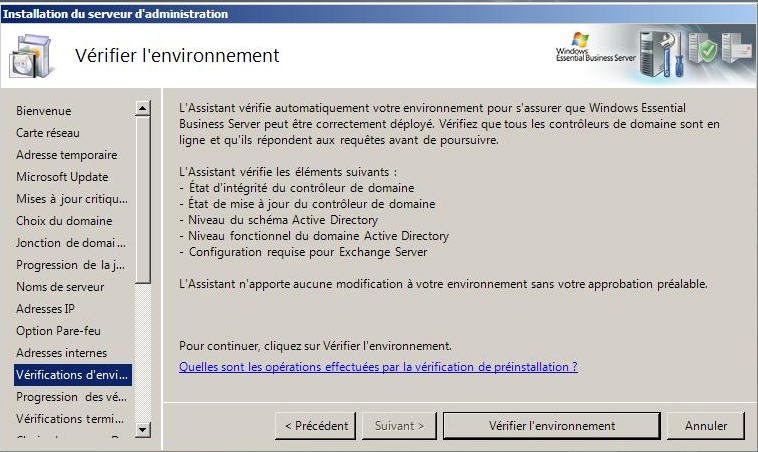 Installation du serveur d'administration
Vérifier l'environnement
Windows
Essential Business Server
Bienvenue
Carte réseau
Adresse temporaire
Microsoft Update
Mises à jour critiqu...
Choix du domaine
Jonction de domai...
Progression de la j...
Noms de serveur
Adresses IP
Option Pare-feu
Adresses internes
Vérifications d'envi...
Progression des vé...
Vérifications termi...
L'Assistant vérifie automatiquement votre environnement pour s'assurer que Windows Essential
Business Server peut être correctement déployé. Vérifiez que tous les contrôleurs de domaine sont en
ligne et qu'ils répondent aux requêtes avant de poursuivre.
L'Assistant vérifie les éléments suivants :
- État d'intégrité du contrôleur de domaine
- État de mise à jour du contrôleur de domaine
- Niveau du schéma Active Directory
- Niveau fonctionnel du domaine Active Directory
- Configuration requise pour Exchange Server
L'Assistant n'apporte aucune modification à votre environnement sans votre approbation préalable.
Pour continuer, cliquez sur Vérifier l'environnement.
Quelles sont les opérations effectuées par la vérification de préinstallation ?
< Précédent
Suivant >
Vérifier l'environnement
Annuler